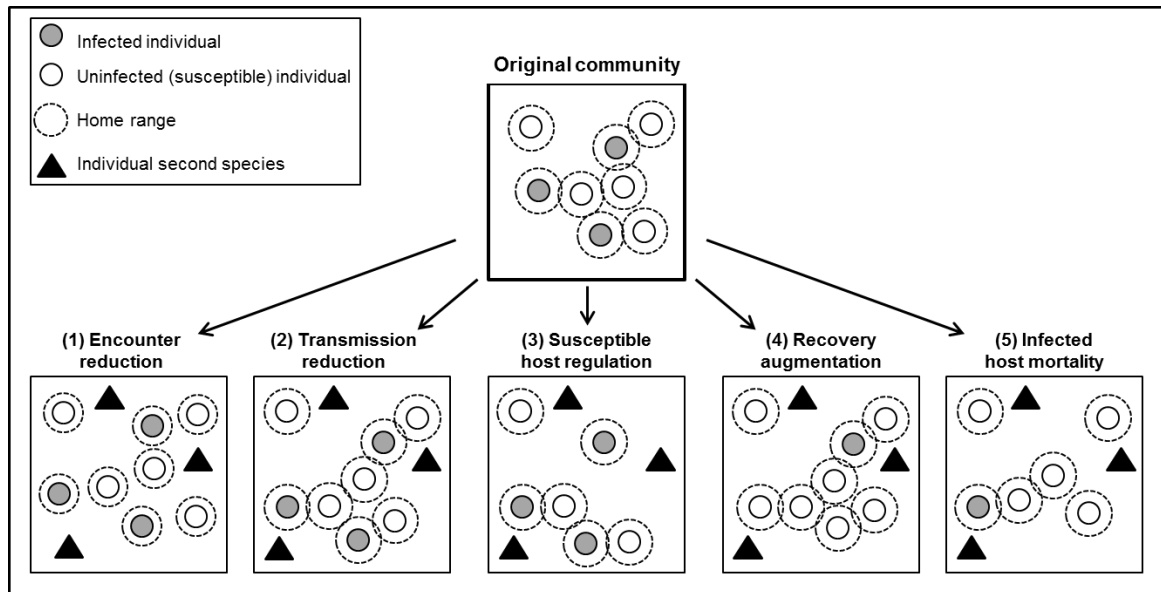 Infected individual
Uninfected (susceptible) individual
Home range
Individual second species
Original community
(1) Encounter
reduction
(2) Transmission
reduction
(3) Susceptible
host regulation
(4) Recovery
augmentation
(5) Infected
host mortality